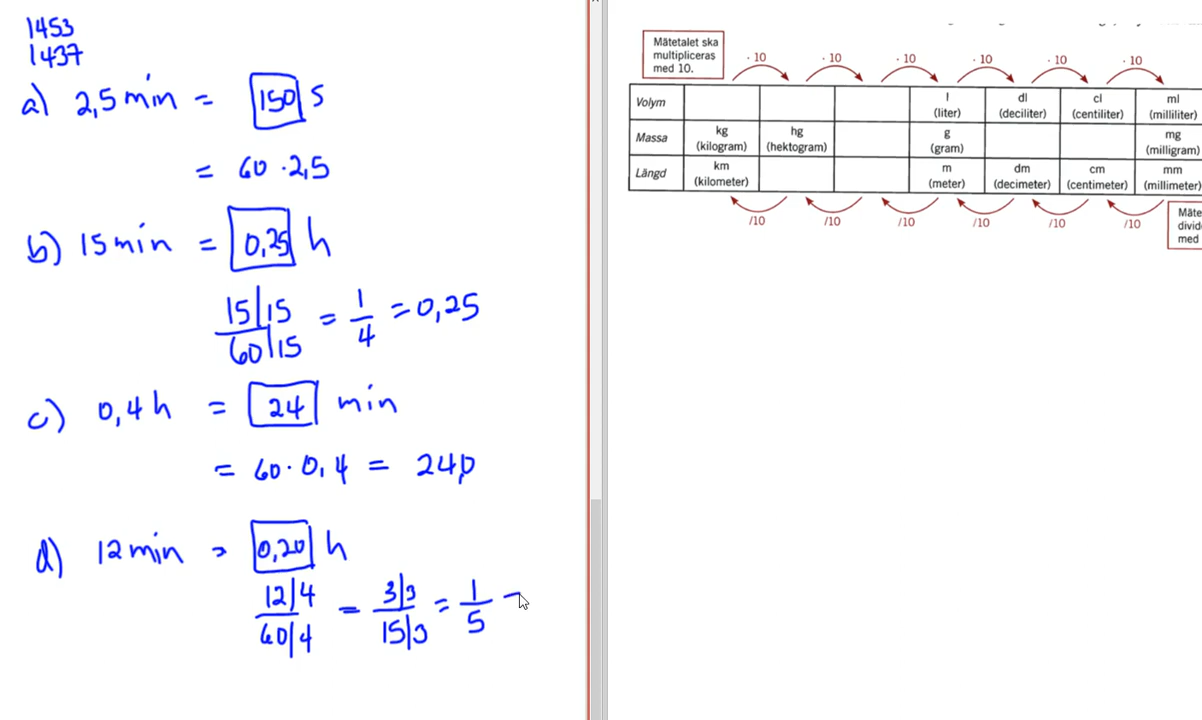 1453
1437
a) 2,5 min = 150 s
= 60 · 2,5
b) 15 min = 0,25 h
15/15 / 60/15 = 1/4 = 0,25
c) 0,4 h = 24 min
= 60 · 0,4 = 24,0
d) 12 min = 0,20 h
12/4 / 60/4 = 3/3 / 15/3 = 1/5 -
Mätetalet ska
multipliceras
med 10.
· 10 · 10 · 10 · 10 · 10 · 10
Volym l (liter) dl (deciliter) cl (centiliter) ml (milliliter)
Massa kg (kilogram) hg (hektogram) g (gram) mg (milligram)
Längd km (kilometer) m (meter) dm (decimeter) cm (centimeter) mm (millimeter)
/10 /10 /10 /10 /10 /10
Mäte
divid
med